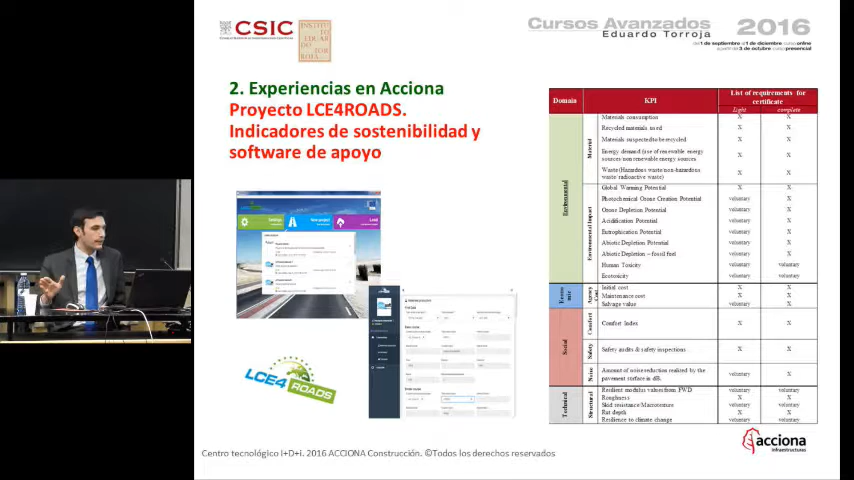 CSIC
INSTITUTO
EDUARDO
TORROJA
Cursos Avanzados 2016
Eduardo Torroja
del 1 de septiembre al 1 de diciembre curso online
a partir del 3 de octubre curso presencial
2. Experiencias en Acciona
Proyecto LCE4ROADS.
Indicadores de sostenibilidad y
software de apoyo
Domain KPI List of requirements for certificate
Light complete
Environmental
Material
Materials consumption X X
Recycled materials used X X
Materials suspected to be recycled X X
Energy demand (use of renewable energy sources/non renewable energy sources X X
Waste (Hazardous waste/non-hazardous waste/radioactive waste) X X
Environmental Impact
Global Warming Potential X X
Photochemical Ozone Creation Potential voluntary X
Ozone Depletion Potential voluntary X
Acidification Potential voluntary X
Eutrophication Potential voluntary X
Abiotic Depletion Potential voluntary X
Abiotic Depletion – fossil fuel voluntary X
Human Toxicity voluntary voluntary
Ecotoxicity voluntary voluntary
Agency Cost
Initial cost X X
Maintenance cost X X
Salvage value voluntary voluntary
Social
Comfort
Comfort Index X X
Safety
Safety audits & safety inspections X X
Noise
Amount of noise reduction realized by the pavement surface in dB. voluntary X
Technical
Structural
Resilient modulus values from FWD voluntary voluntary
Roughness X X
Skid resistance/Macrotexture voluntary voluntary
Rut depth X X
Resilience to climate change voluntary voluntary
LCE4 ROADS
acciona
Infraestructuras
Centro tecnológico I+D+i. 2016 ACCIONA Construcción. ©Todos los derechos reservados